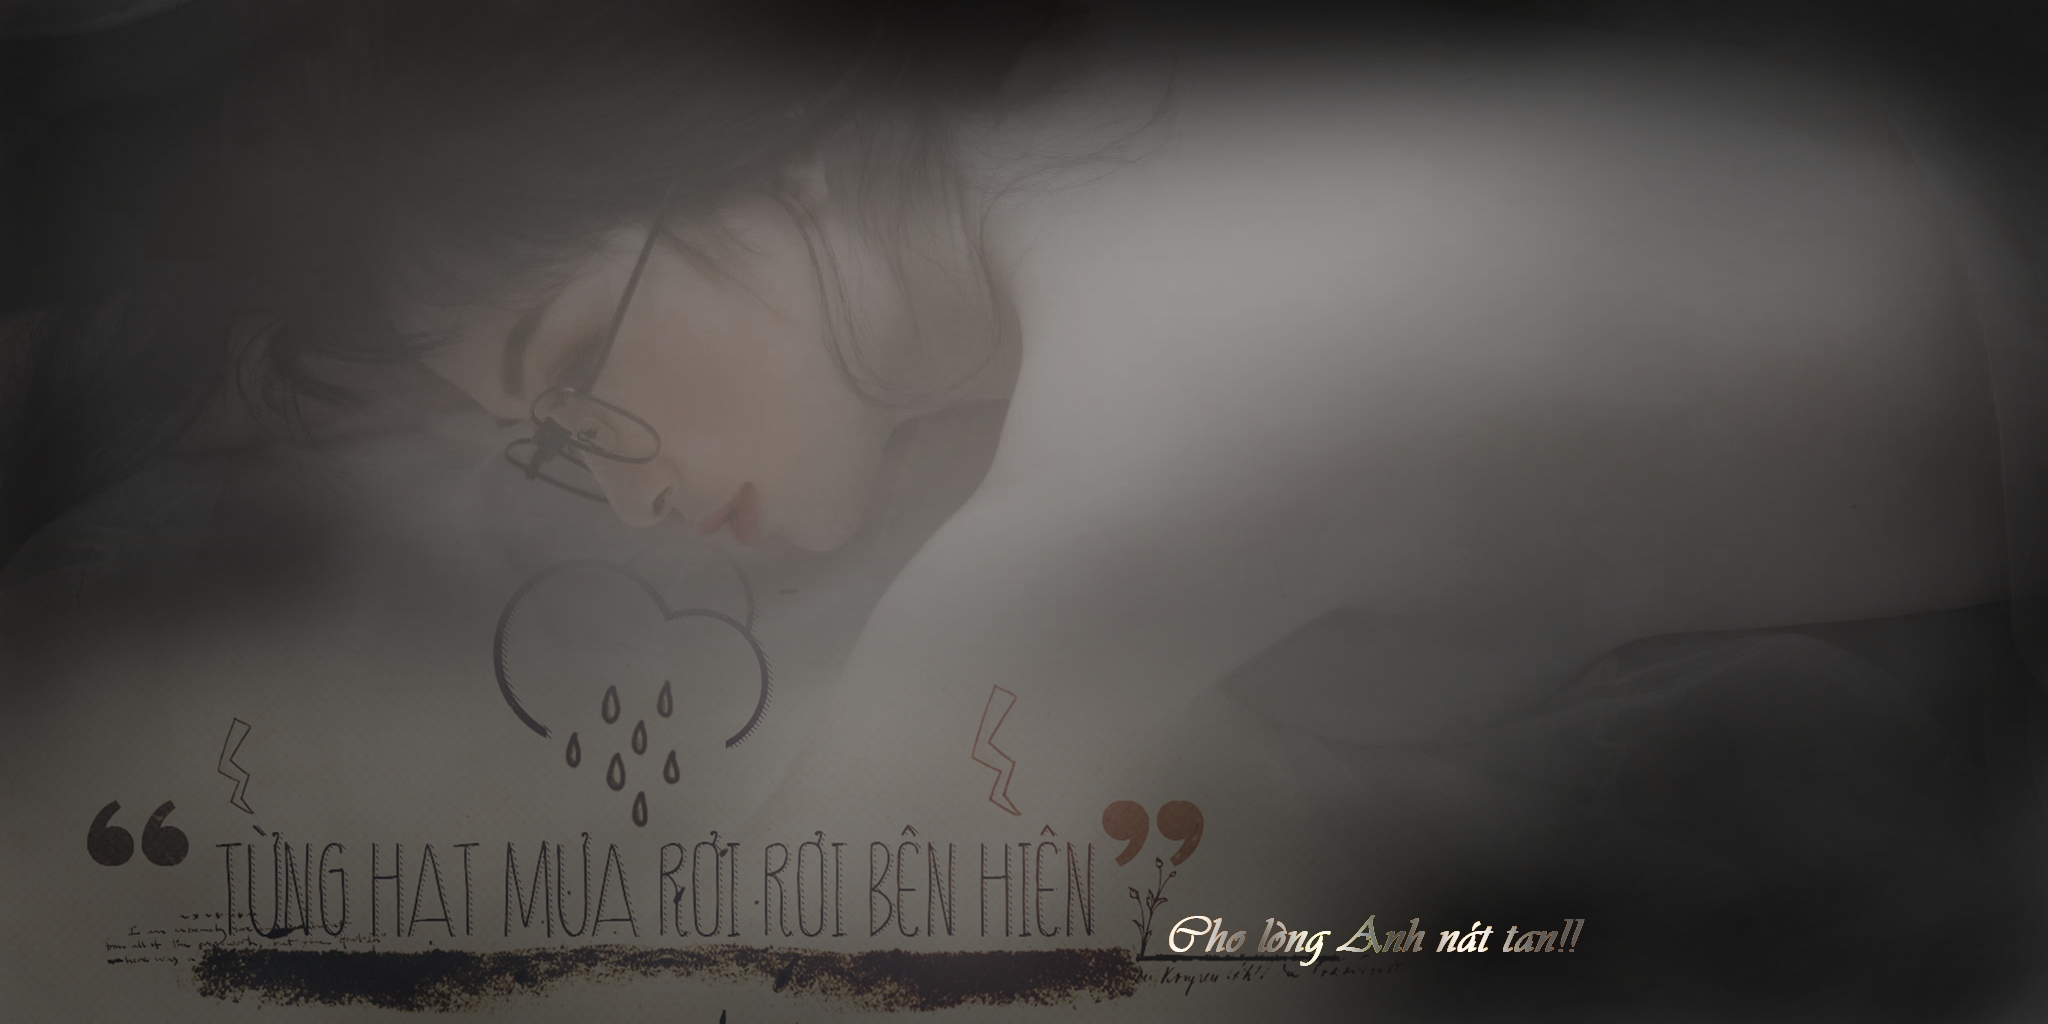 “TỪNG HẠT MƯA RƠI RƠI BÊN HIÊN”
Cho lòng Anh nát tan!!